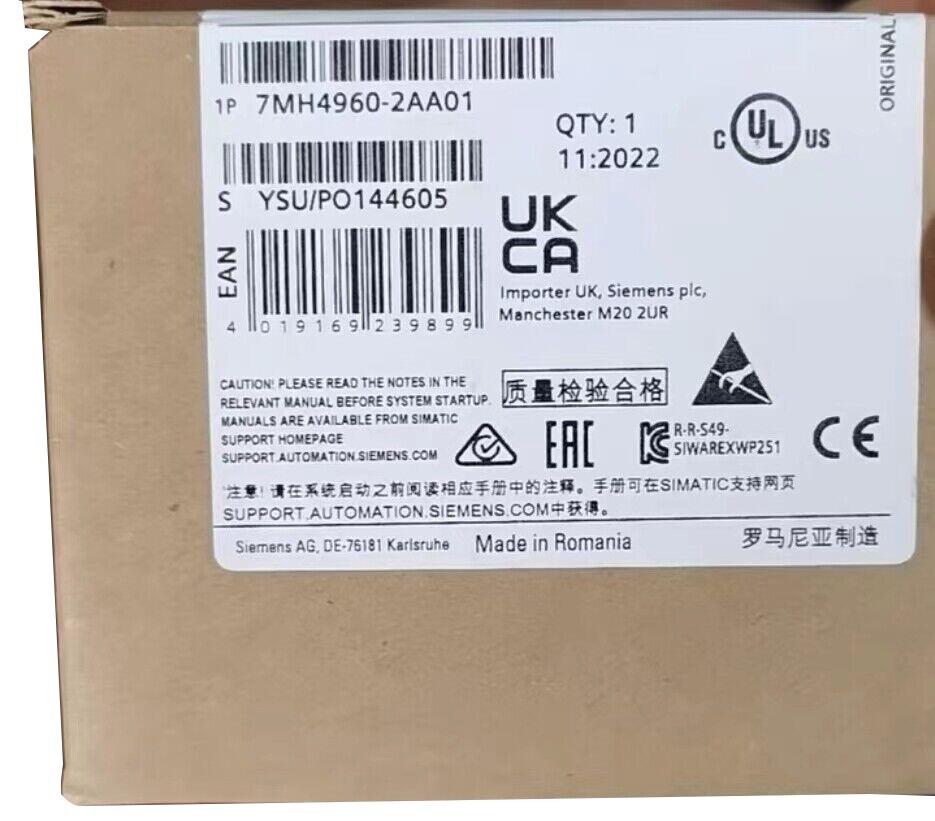 ORIGINAL
1P 7MH4960-2AA01
QTY: 1
11:2022
C UL US
S YSU/PO144605
UK
CA
EAN
4 019169 239899
Importer UK, Siemens plc,
Manchester M20 2UR
CAUTION! PLEASE READ THE NOTES IN THE
RELEVANT MANUAL BEFORE SYSTEM STARTUP.
MANUALS ARE AVAILABLE FROM SIMATIC
SUPPORT HOMEPAGE
SUPPORT.AUTOMATION.SIEMENS.COM
质量检验合格
EAC
R-R-S49-
SIWAREXWP251
CE
注意! 请在系统启动之前阅读相应手册中的注释。手册可在SIMATIC支持网页
SUPPORT.AUTOMATION.SIEMENS.COM中获得。
Siemens AG, DE-76181 Karlsruhe Made in Romania 罗马尼亚制造